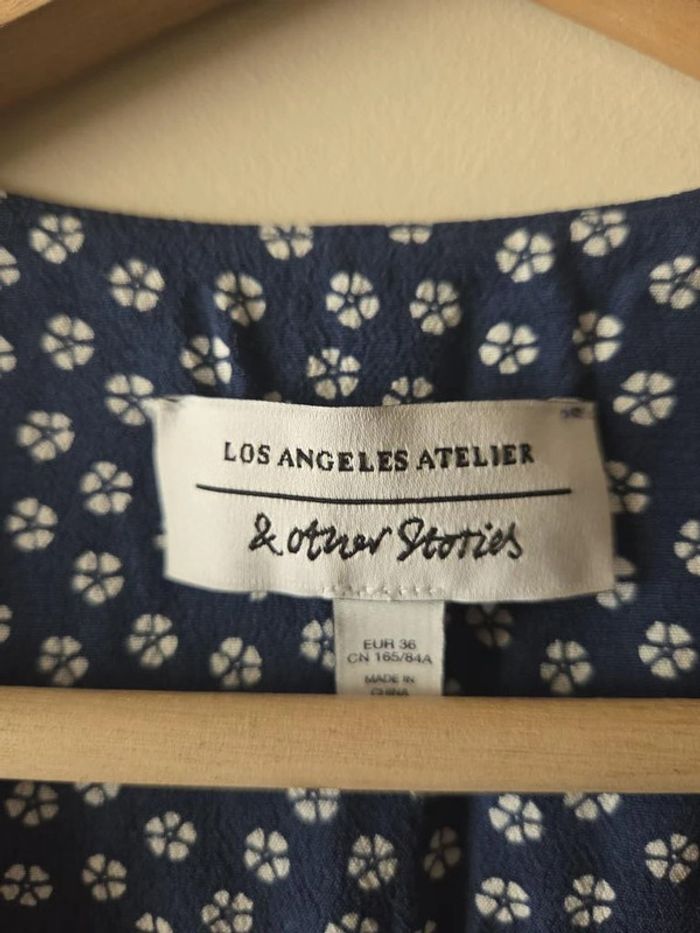 LOS ANGELES ATELIER
& other Stories
EUR 36
CN 165/84A
MADE IN
CHINA